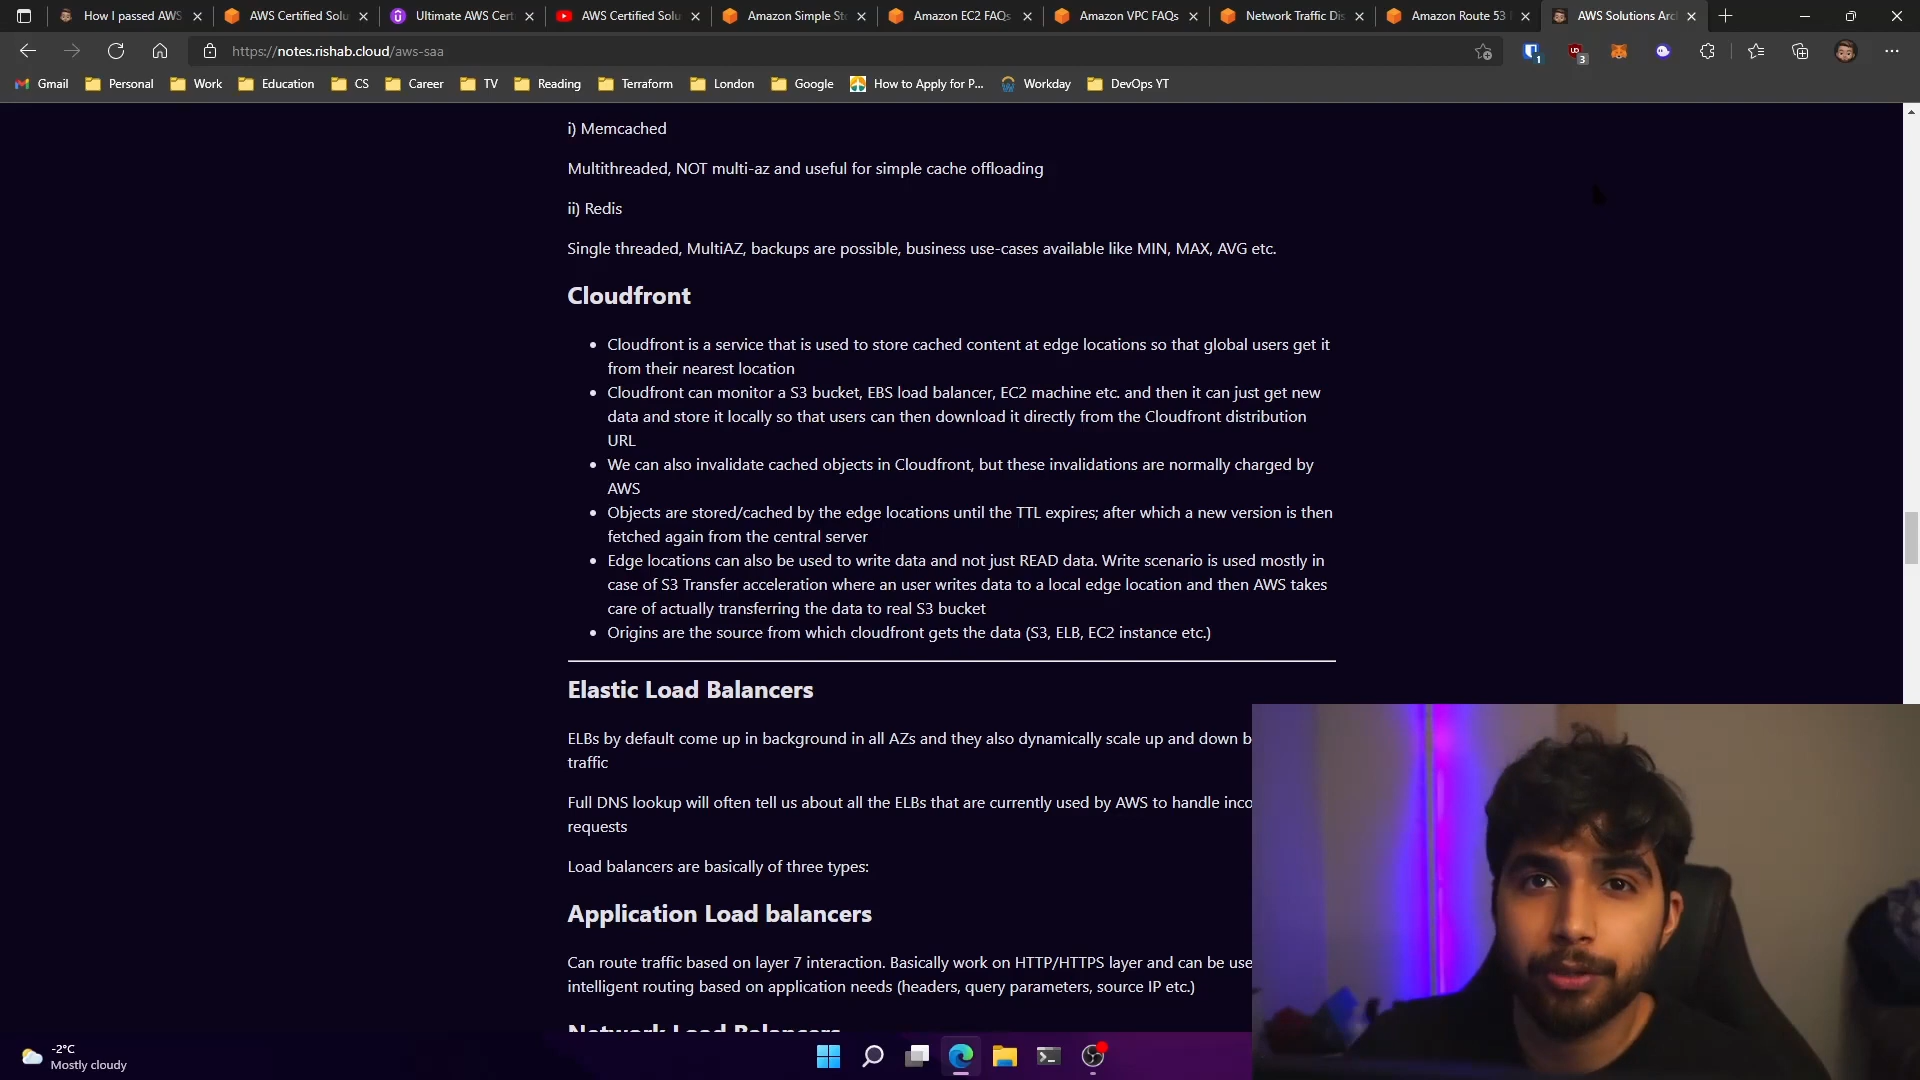 How I passed AWS
AWS Certified Solu
Ultimate AWS Cert
AWS Certified Solu
Amazon Simple St
Amazon EC2 FAQs
Amazon VPC FAQs
Network Traffic Dis
Amazon Route 53
AWS Solutions Arc
https://notes.rishab.cloud/aws-saa
1
3
Gmail
Personal
Work
Education
CS
Career
TV
Reading
Terraform
London
Google
How to Apply for P...
Workday
DevOps YT
i) Memcached
Multithreaded, NOT multi-az and useful for simple cache offloading
ii) Redis
Single threaded, MultiAZ, backups are possible, business use-cases available like MIN, MAX, AVG etc.
Cloudfront
• Cloudfront is a service that is used to store cached content at edge locations so that global users get it
from their nearest location
• Cloudfront can monitor a S3 bucket, EBS load balancer, EC2 machine etc. and then it can just get new
data and store it locally so that users can then download it directly from the Cloudfront distribution
URL
• We can also invalidate cached objects in Cloudfront, but these invalidations are normally charged by
AWS
• Objects are stored/cached by the edge locations until the TTL expires; after which a new version is then
fetched again from the central server
• Edge locations can also be used to write data and not just READ data. Write scenario is used mostly in
case of S3 Transfer acceleration where an user writes data to a local edge location and then AWS takes
care of actually transferring the data to real S3 bucket
• Origins are the source from which cloudfront gets the data (S3, ELB, EC2 instance etc.)
Elastic Load Balancers
ELBs by default come up in background in all AZs and they also dynamically scale up and down b
traffic
Full DNS lookup will often tell us about all the ELBs that are currently used by AWS to handle inco
requests
Load balancers are basically of three types:
Application Load balancers
Can route traffic based on layer 7 interaction. Basically work on HTTP/HTTPS layer and can be use
intelligent routing based on application needs (headers, query parameters, source IP etc.)
Network Load Balancers
-2°C
Mostly cloudy